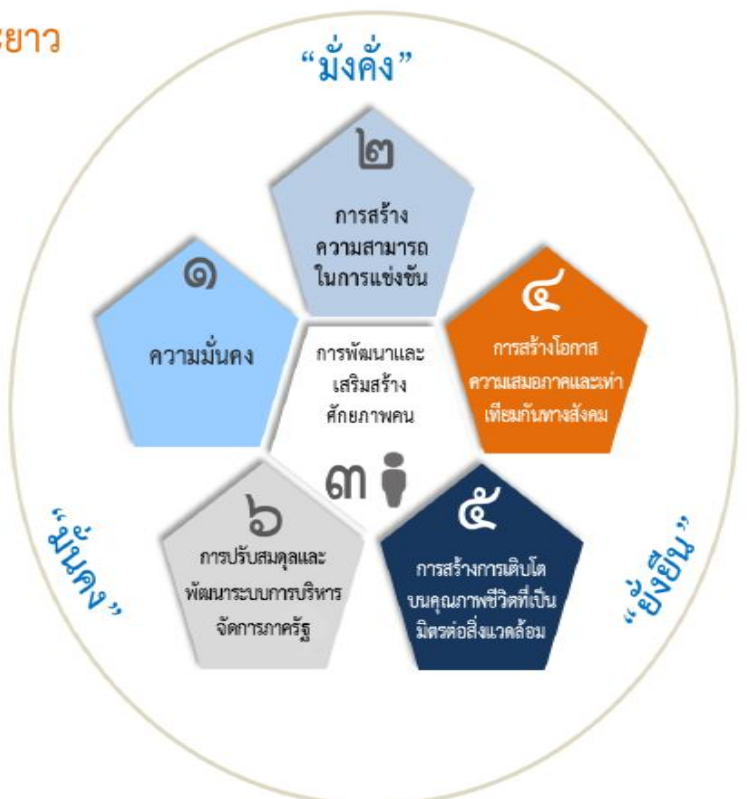 ะยาว
“มั่งคั่ง”
๒
การสร้าง
ความสามารถ
ในการแข่งขัน
๑
ความมั่นคง
๔
การสร้างโอกาส
ความเสมอภาคและเท่า
เทียมกันทางสังคม
การพัฒนาและ
เสริมสร้าง
ศักยภาพคน
๓
๖
การปรับสมดุลและ
พัฒนาระบบการบริหาร
จัดการภาครัฐ
๕
การสร้างการเติบโต
บนคุณภาพชีวิตที่เป็น
มิตรต่อสิ่งแวดล้อม
“มั่นคง”
“ยั่งยืน”